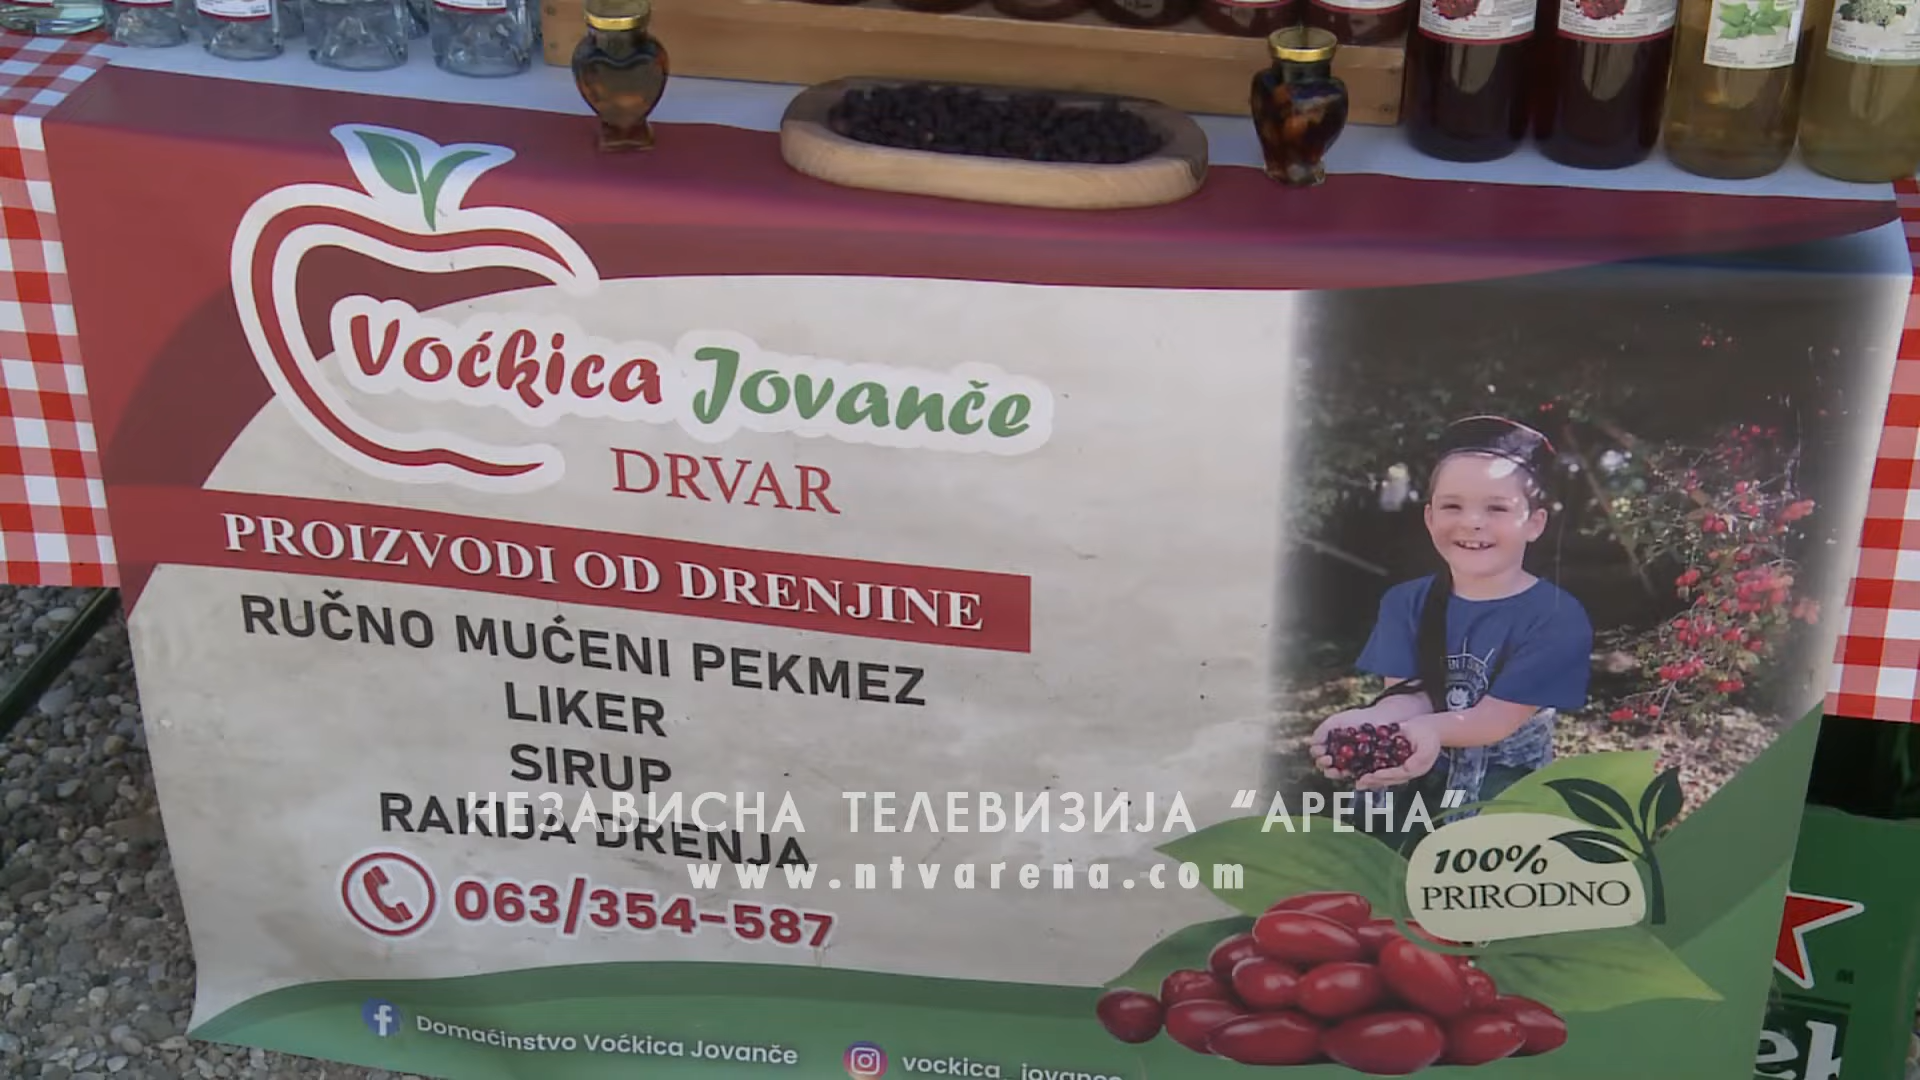 Voćkica Jovanče
DRVAR
PROIZVODI OD DRENJINE
RUČNO MUĆENI PEKMEZ
LIKER
SIRUP
RAKIJA DRENJA
НЕЗАВИСНА ТЕЛЕВИЗИЈА “АРЕНА”
www.ntvarena.com
063/354-587
100%
PRIRODNO
Domaćinstvo Voćkica Jovanče
vockica_jovance